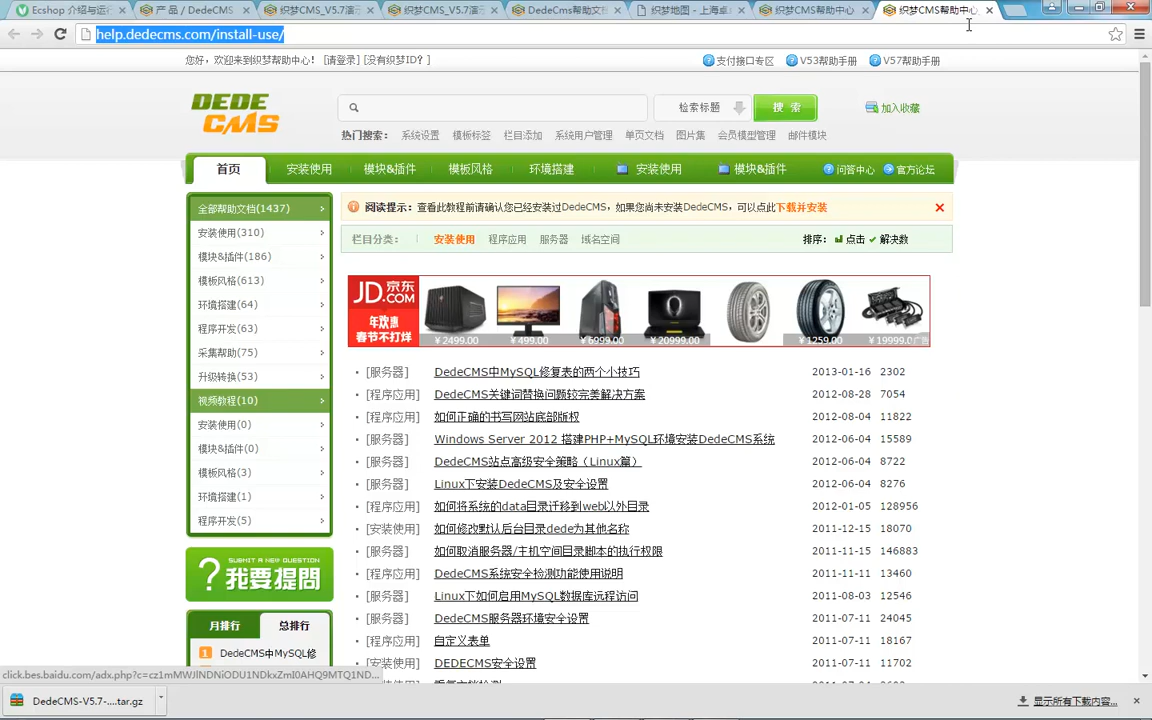 Ecshop 介绍与运行
产品 / DedeCMS
织梦CMS_V5.7演示
织梦CMS_V5.7演示
DedeCms帮助文档
织梦地图 - 上海卓
织梦CMS帮助中心
织梦CMS帮助中心
help.dedecms.com/install-use/
您好，欢迎来到织梦帮助中心! [请登录] [没有织梦ID？]
支付接口专区 V53帮助手册 V57帮助手册
DEDE
CMS
检索标题 搜 索 加入收藏
热门搜索： 系统设置 模板标签 栏目添加 系统用户管理 单页文档 图片集 会员模型管理 邮件模块
首页 安装使用 模块&插件 模板风格 环境搭建 安装使用 模块&插件 问答中心 官方论坛
全部帮助文档(1437)
安装使用(310)
模块&插件(186)
模板风格(613)
环境搭建(64)
程序开发(63)
采集帮助(75)
升级转换(53)
视频教程(10)
安装使用(0)
模块&插件(0)
模板风格(3)
环境搭建(1)
程序开发(5)
SUBMIT A NEW QUESTION
?我要提問
月排行 总排行
1 DedeCMS中MySQL修
阅读提示： 查看此教程前请确认您已经安装过DedeCMS，如果您尚未安装DedeCMS，可以点此下载并安装
栏目分类： 安装使用 程序应用 服务器 域名空间 排序： 点击 解决数
JD.COM
京东
年欢惠
春节不打烊
¥2499.00 ¥499.00 ¥6999.00 ¥20999.00 ¥1259.00 ¥19999.0 广告
[服务器] DedeCMS中MySQL修复表的两个小技巧 2013-01-16 2302
[程序应用] DedeCMS关键词替换问题较完美解决方案 2012-08-28 7054
[程序应用] 如何正确的书写网站底部版权 2012-08-04 11822
[服务器] Windows Server 2012 搭建PHP+MySQL环境安装DedeCMS系统 2012-06-04 15589
[服务器] DedeCMS站点高级安全策略（Linux篇） 2012-06-04 8722
[服务器] Linux下安装DedeCMS及安全设置 2012-06-04 8276
[程序应用] 如何将系统的data目录迁移到web以外目录 2012-01-05 128956
[安装使用] 如何修改默认后台目录dede为其他名称 2011-12-15 18070
[服务器] 如何取消服务器/主机空间目录脚本的执行权限 2011-11-15 146883
[程序应用] DedeCMS系统安全检测功能使用说明 2011-11-11 13460
[服务器] Linux下如何启用MySQL数据库远程访问 2011-08-03 12546
[服务器] DedeCMS服务器环境安全设置 2011-07-11 24045
[程序应用] 自定义表单 2011-07-11 18167
[安装使用] DEDECMS安全设置 2011-07-11 11702
click.bes.baidu.com/adx.php?c=cz1mMWJlNDNiODU1NDkxZmI0AHQ9MTQ1ND...
DedeCMS-V5.7-....tar.gz
显示所有下载内容...